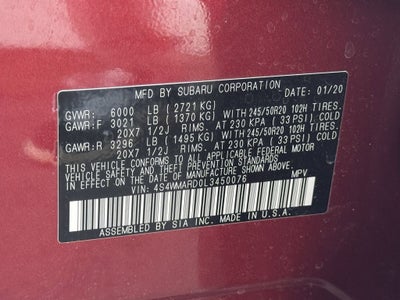 MFD BY SUBARU CORPORATION 01/20
GVWR: 6000 LB (2721 KG)
GAWR:F 3021 LB (1370 KG) WITH 245/50R20 102H TIRES.
20X7 1/2J RIMS. AT 230 KPA (33 PSI) COLD
GAWR:R 3296 LB (1495 KG) WITH 245/50R20 102H TIRES.
20X7 1/2J RIMS. AT 230 KPA (33 PSI) COLD
THIS VEHICLE CONFORMS TO ALL APPLICABLE FEDERAL MOTOR
VEHICLE SAFETY AND THEFT PREVENTION STANDARDS
IN EFFECT ON THE DATE OF MANUFACTURE SHOWN ABOVE.
VIN: 4S4WMARD0L3450076 MPV
ASSEMBLED BY SIA INC. MADE IN U.S.A.